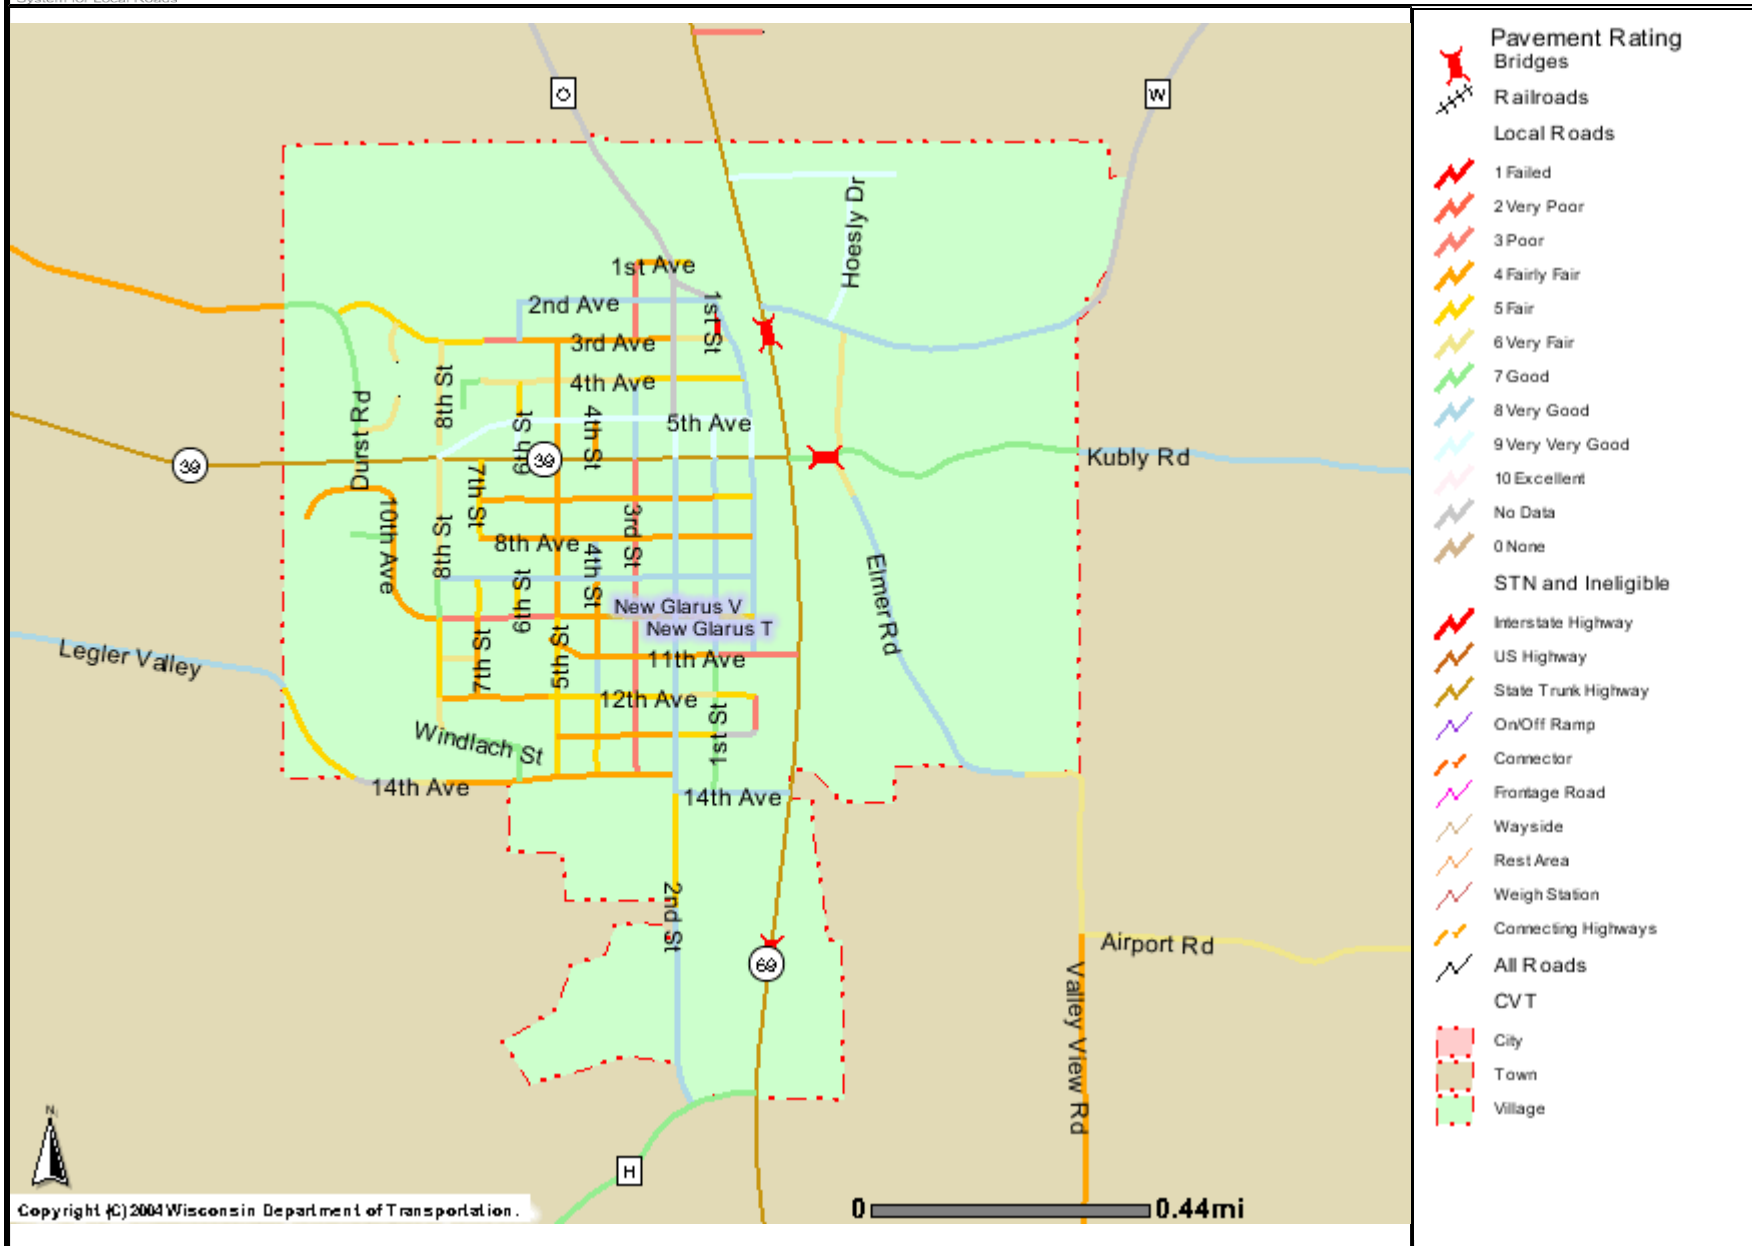 System for Local Roads
O
W
Hoesly Dr
1st Ave
2nd Ave
1st St
3rd Ave
4th Ave
8th St
Durst Rd
6th St
4th St
5th Ave
39
39
Kubly Rd
7th St
10th Ave
8th St
3rd St
8th Ave
4th St
6th St
Elmer Rd
New Glarus V
New Glarus T
Legler Valley
7th St
5th St
11th Ave
12th Ave
1st St
Windlach St
14th Ave
14th Ave
2nd St
69
Airport Rd
Valley View Rd
H
N
Copyright (C) 2004 Wisconsin Department of Transportation.
0 0.44mi
Pavement Rating
Bridges
Railroads
Local Roads
1 Failed
2 Very Poor
3 Poor
4 Fairly Fair
5 Fair
6 Very Fair
7 Good
8 Very Good
9 Very Very Good
10 Excellent
No Data
0 None
STN and Ineligible
Interstate Highway
US Highway
State Trunk Highway
On/Off Ramp
Connector
Frontage Road
Wayside
Rest Area
Weigh Station
Connecting Highways
All Roads
CVT
City
Town
Village